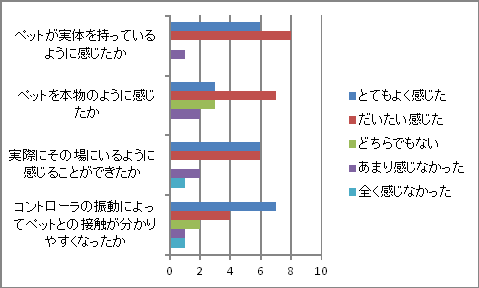 ペットが実体を持っている
ように感じたか
ペットを本物のように感じ
たか
実際にその場にいるように
感じることができたか
コントローラの振動によっ
てペットとの接触が分かり
やすくなったか
0 2 4 6 8 10
とてもよく感じた
だいたい感じた
どちらでもない
あまり感じなかった
全く感じなかった